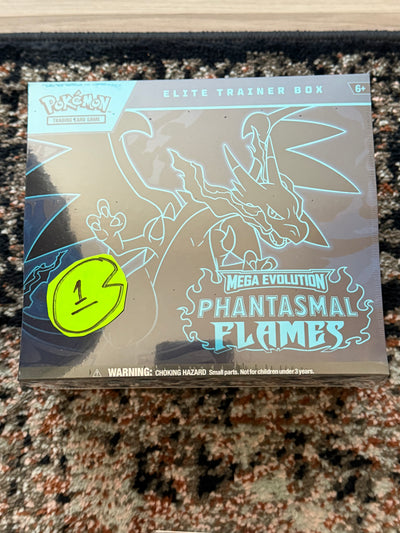 ELITE TRAINER BOX
6+
POKÉMON
TRADING CARD GAME
1
MEGA EVOLUTION
PHANTASMAL
FLAMES
⚠ WARNING: CHOKING HAZARD Small parts. Not for children under 3 years.